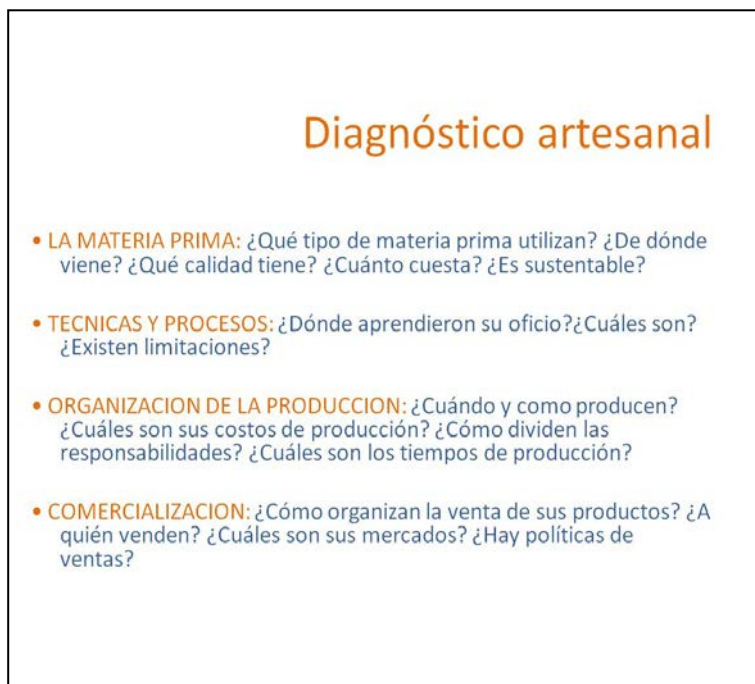 Diagnóstico artesanal
• LA MATERIA PRIMA: ¿Qué tipo de materia prima utilizan? ¿De dónde
viene? ¿Qué calidad tiene? ¿Cuánto cuesta? ¿Es sustentable?
• TECNICAS Y PROCESOS: ¿Dónde aprendieron su oficio?¿Cuáles son?
¿Existen limitaciones?
• ORGANIZACION DE LA PRODUCCION: ¿Cuándo y como producen?
¿Cuáles son sus costos de producción? ¿Cómo dividen las
responsabilidades? ¿Cuáles son los tiempos de producción?
• COMERCIALIZACION: ¿Cómo organizan la venta de sus productos? ¿A
quién venden? ¿Cuáles son sus mercados? ¿Hay políticas de
ventas?